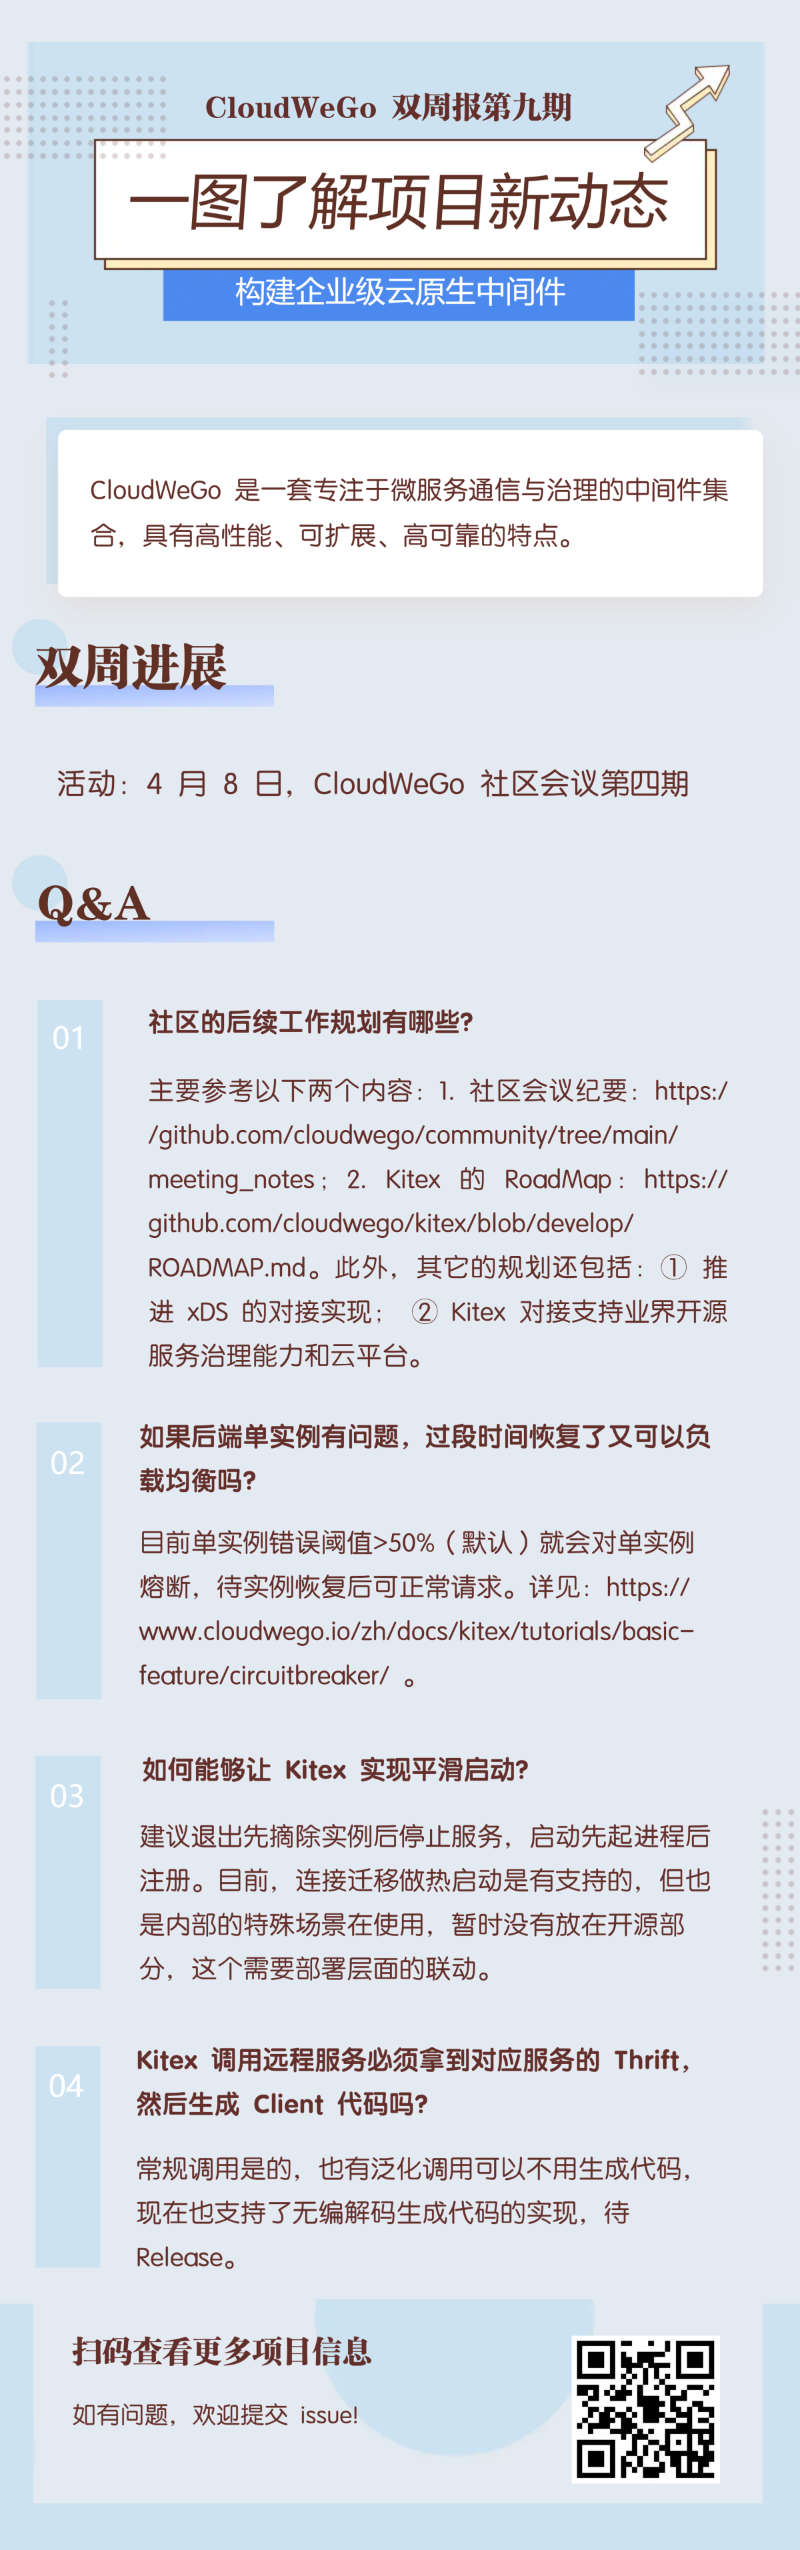 CloudWeGo 双周报第九期
一图了解项目新动态
构建企业级云原生中间件
CloudWeGo 是一套专注于微服务通信与治理的中间件集
合，具有高性能、可扩展、高可靠的特点。
双周进展
活动：4 月 8 日，CloudWeGo 社区会议第四期
Q&A
01
社区的后续工作规划有哪些?
主要参考以下两个内容：1. 社区会议纪要：https:/
/github.com/cloudwego/community/tree/main/
meeting_notes；2. Kitex 的 RoadMap：https://
github.com/cloudwego/kitex/blob/develop/
ROADMAP.md。此外，其它的规划还包括：① 推
进 xDS 的对接实现； ② Kitex 对接支持业界开源
服务治理能力和云平台。
02
如果后端单实例有问题，过段时间恢复了又可以负
载均衡吗?
目前单实例错误阈值>50%（默认）就会对单实例
熔断，待实例恢复后可正常请求。详见：https://
www.cloudwego.io/zh/docs/kitex/tutorials/basic-
feature/circuitbreaker/ 。
03
如何能够让 Kitex 实现平滑启动?
建议退出先摘除实例后停止服务，启动先起进程后
注册。目前，连接迁移做热启动是有支持的，但也
是内部的特殊场景在使用，暂时没有放在开源部
分，这个需要部署层面的联动。
04
Kitex 调用远程服务必须拿到对应服务的 Thrift，
然后生成 Client 代码吗?
常规调用是的，也有泛化调用可以不用生成代码，
现在也支持了无编解码生成代码的实现，待
Release。
扫码查看更多项目信息
如有问题，欢迎提交 issue!